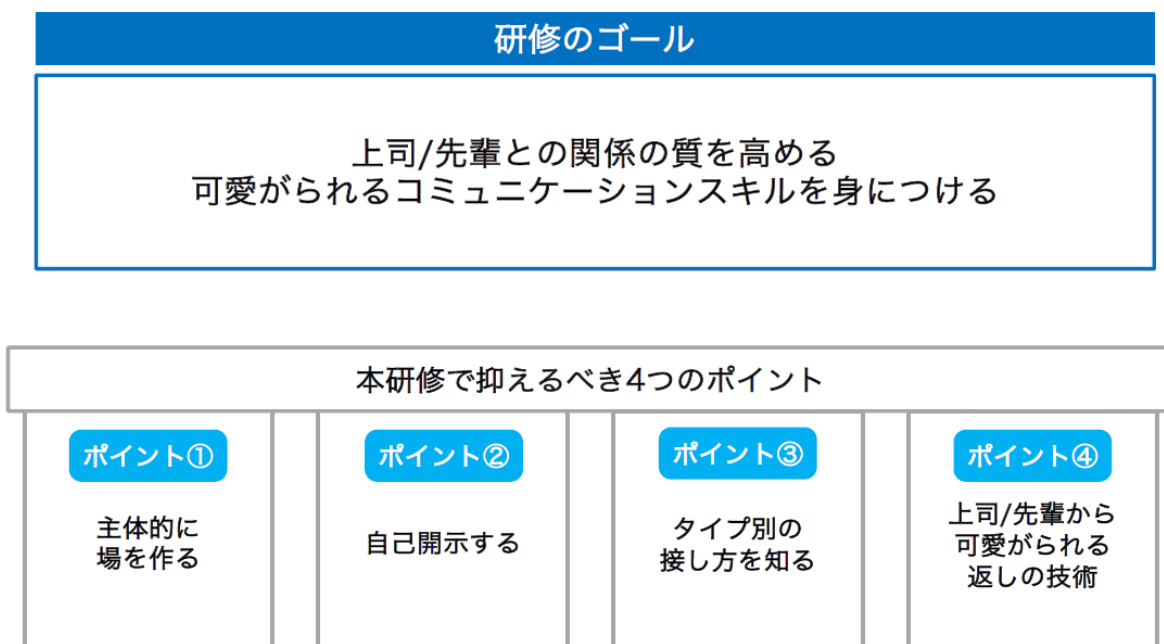 研修のゴール
上司/先輩との関係の質を高める
可愛がられるコミュニケーションスキルを身につける
本研修で抑えるべき4つのポイント
ポイント①
主体的に
場を作る
ポイント②
自己開示する
ポイント③
タイプ別の
接し方を知る
ポイント④
上司/先輩から
可愛がられる
返しの技術